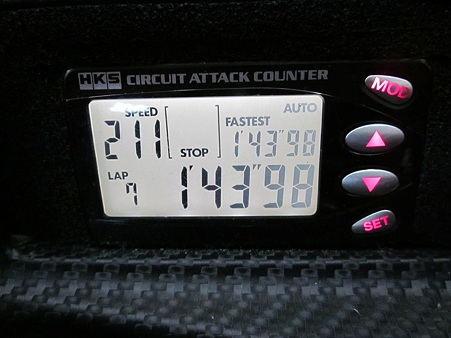 HKS CIRCUIT ATTACK COUNTER
MOD
SPEED AUTO
211 FASTEST
STOP 1'43"98
LAP
7 1'43"98
SET